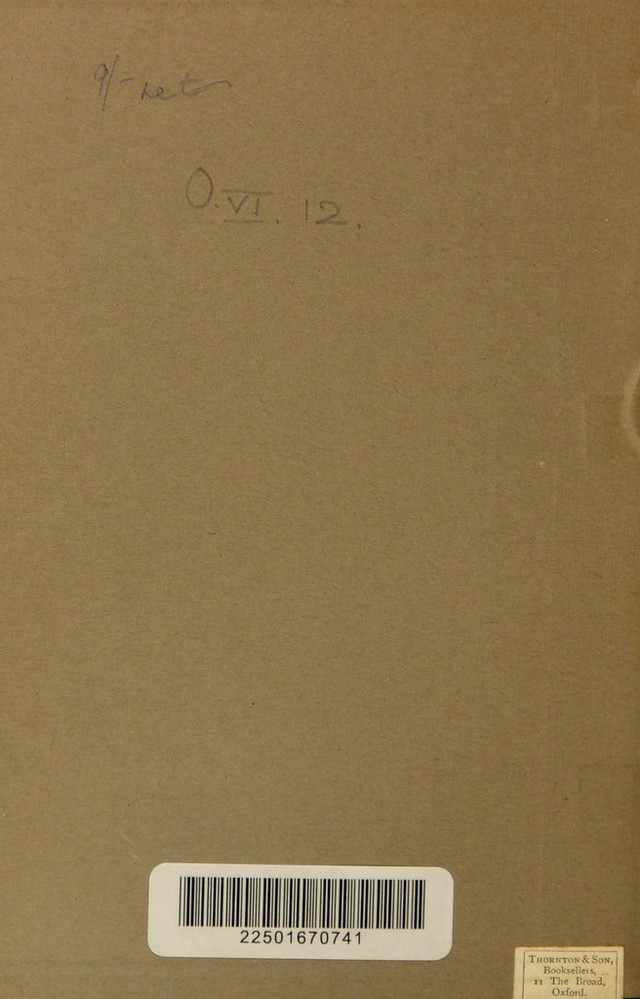 9/- net
O.VI. 12.
22501670741
THORNTON & SON,
Booksellers,
11 The Broad,
Oxford.